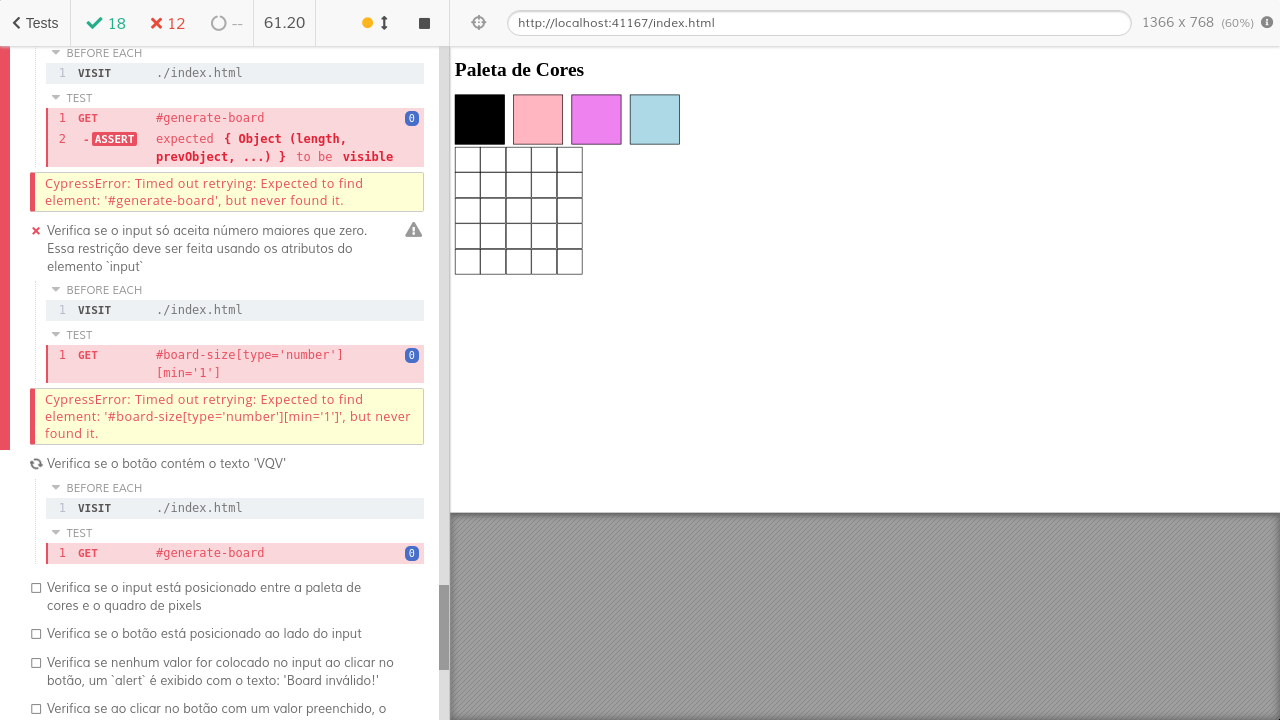 Tests
18
12
--
61.20
http://localhost:41167/index.html
1366 x 768 (60%)
BEFORE EACH
1 VISIT ./index.html
TEST
1 GET #generate-board 0
2 - ASSERT expected { Object (length,
prevObject, ...) } to be visible
CypressError: Timed out retrying: Expected to find
element: '#generate-board', but never found it.
Verifica se o input só aceita número maiores que zero.
Essa restrição deve ser feita usando os atributos do
elemento `input`
BEFORE EACH
1 VISIT ./index.html
TEST
1 GET #board-size[type='number'] 0
[min='1']
CypressError: Timed out retrying: Expected to find
element: '#board-size[type='number'][min='1']', but never
found it.
Verifica se o botão contém o texto 'VQV'
BEFORE EACH
1 VISIT ./index.html
TEST
1 GET #generate-board 0
Verifica se o input está posicionado entre a paleta de
cores e o quadro de pixels
Verifica se o botão está posicionado ao lado do input
Verifica se nenhum valor for colocado no input ao clicar no
botão, um `alert` é exibido com o texto: 'Board inválido!'
Verifica se ao clicar no botão com um valor preenchido, o
Paleta de Cores